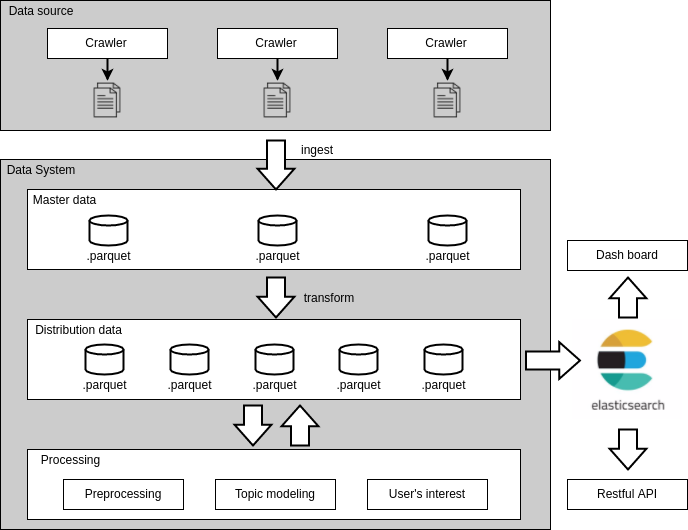 Data source
Crawler
Crawler
Crawler
ingest
Data System
Master data
.parquet
.parquet
.parquet
transform
Distribution data
.parquet
.parquet
.parquet
.parquet
.parquet
Processing
Preprocessing
Topic modeling
User's interest
Dash board
elasticsearch
Restful API